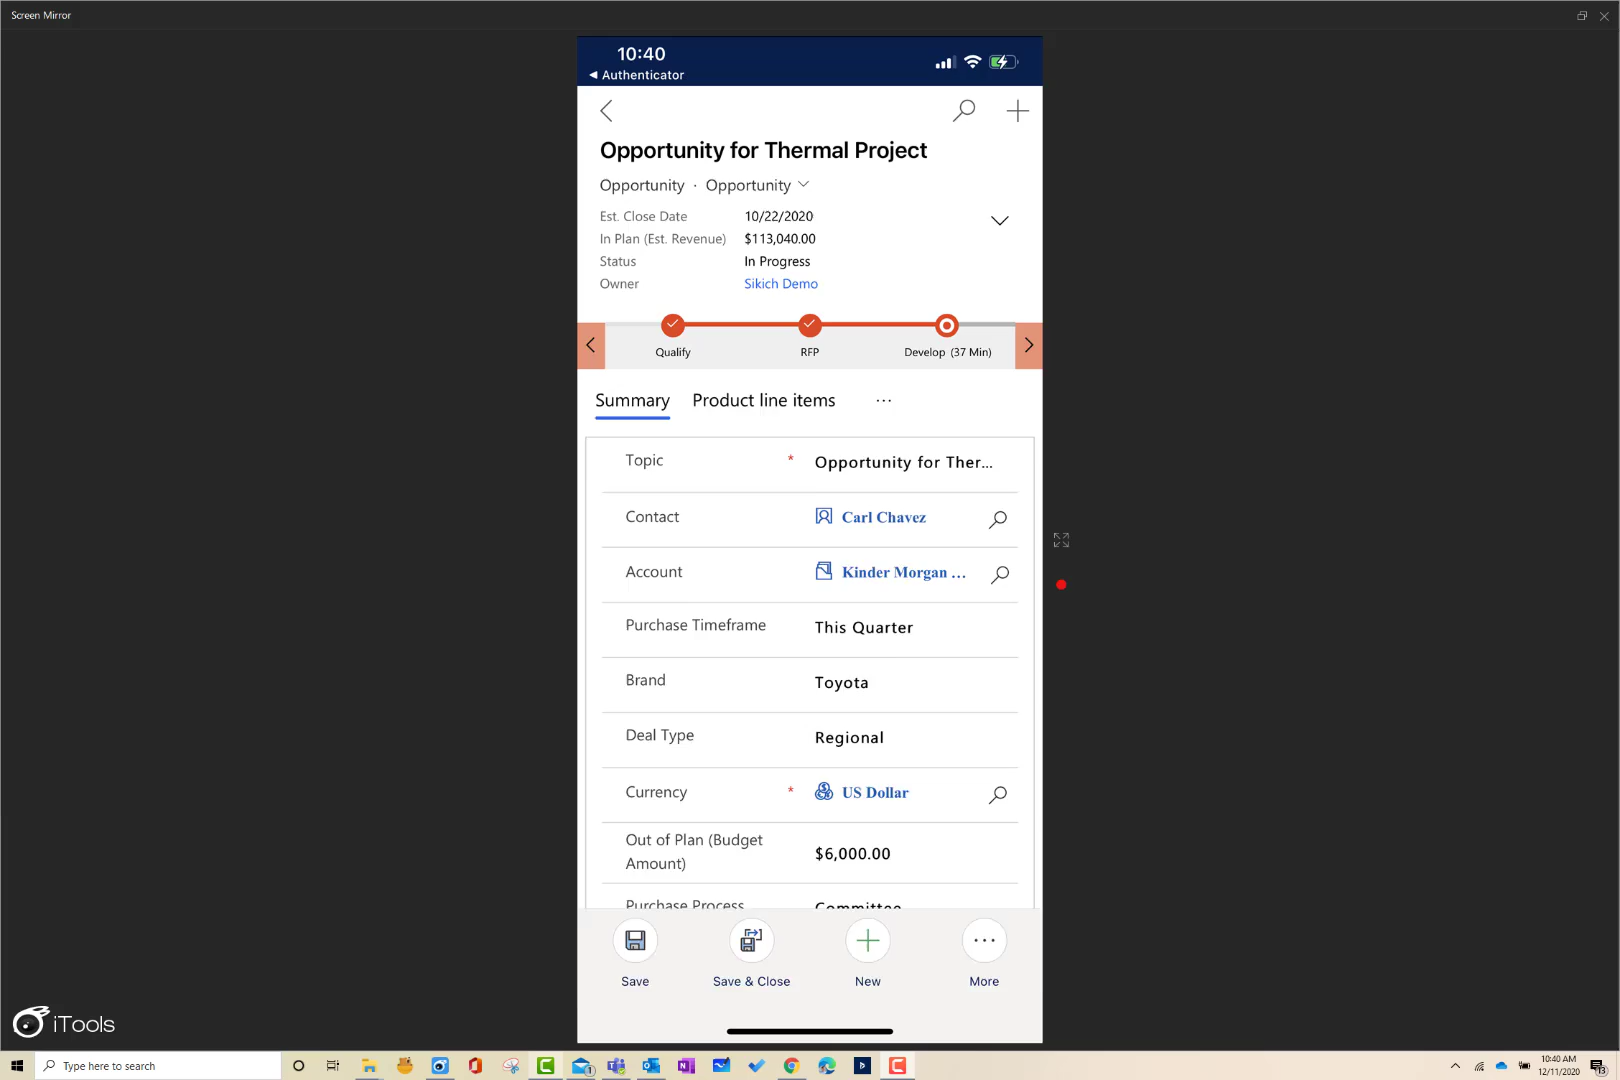 Screen Mirror
10:40
◀ Authenticator
Opportunity for Thermal Project
Opportunity · Opportunity
Est. Close Date 10/22/2020
In Plan (Est. Revenue) $113,040.00
Status In Progress
Owner Sikich Demo
Qualify RFP Develop (37 Min)
Summary Product line items ...
Topic * Opportunity for Ther...
Contact Carl Chavez
Account Kinder Morgan ...
Purchase Timeframe This Quarter
Brand Toyota
Deal Type Regional
Currency * US Dollar
Out of Plan (Budget
Amount) $6,000.00
Purchase Process Committee
Save Save & Close New More
iTools
Type here to search
10:40 AM
12/11/2020